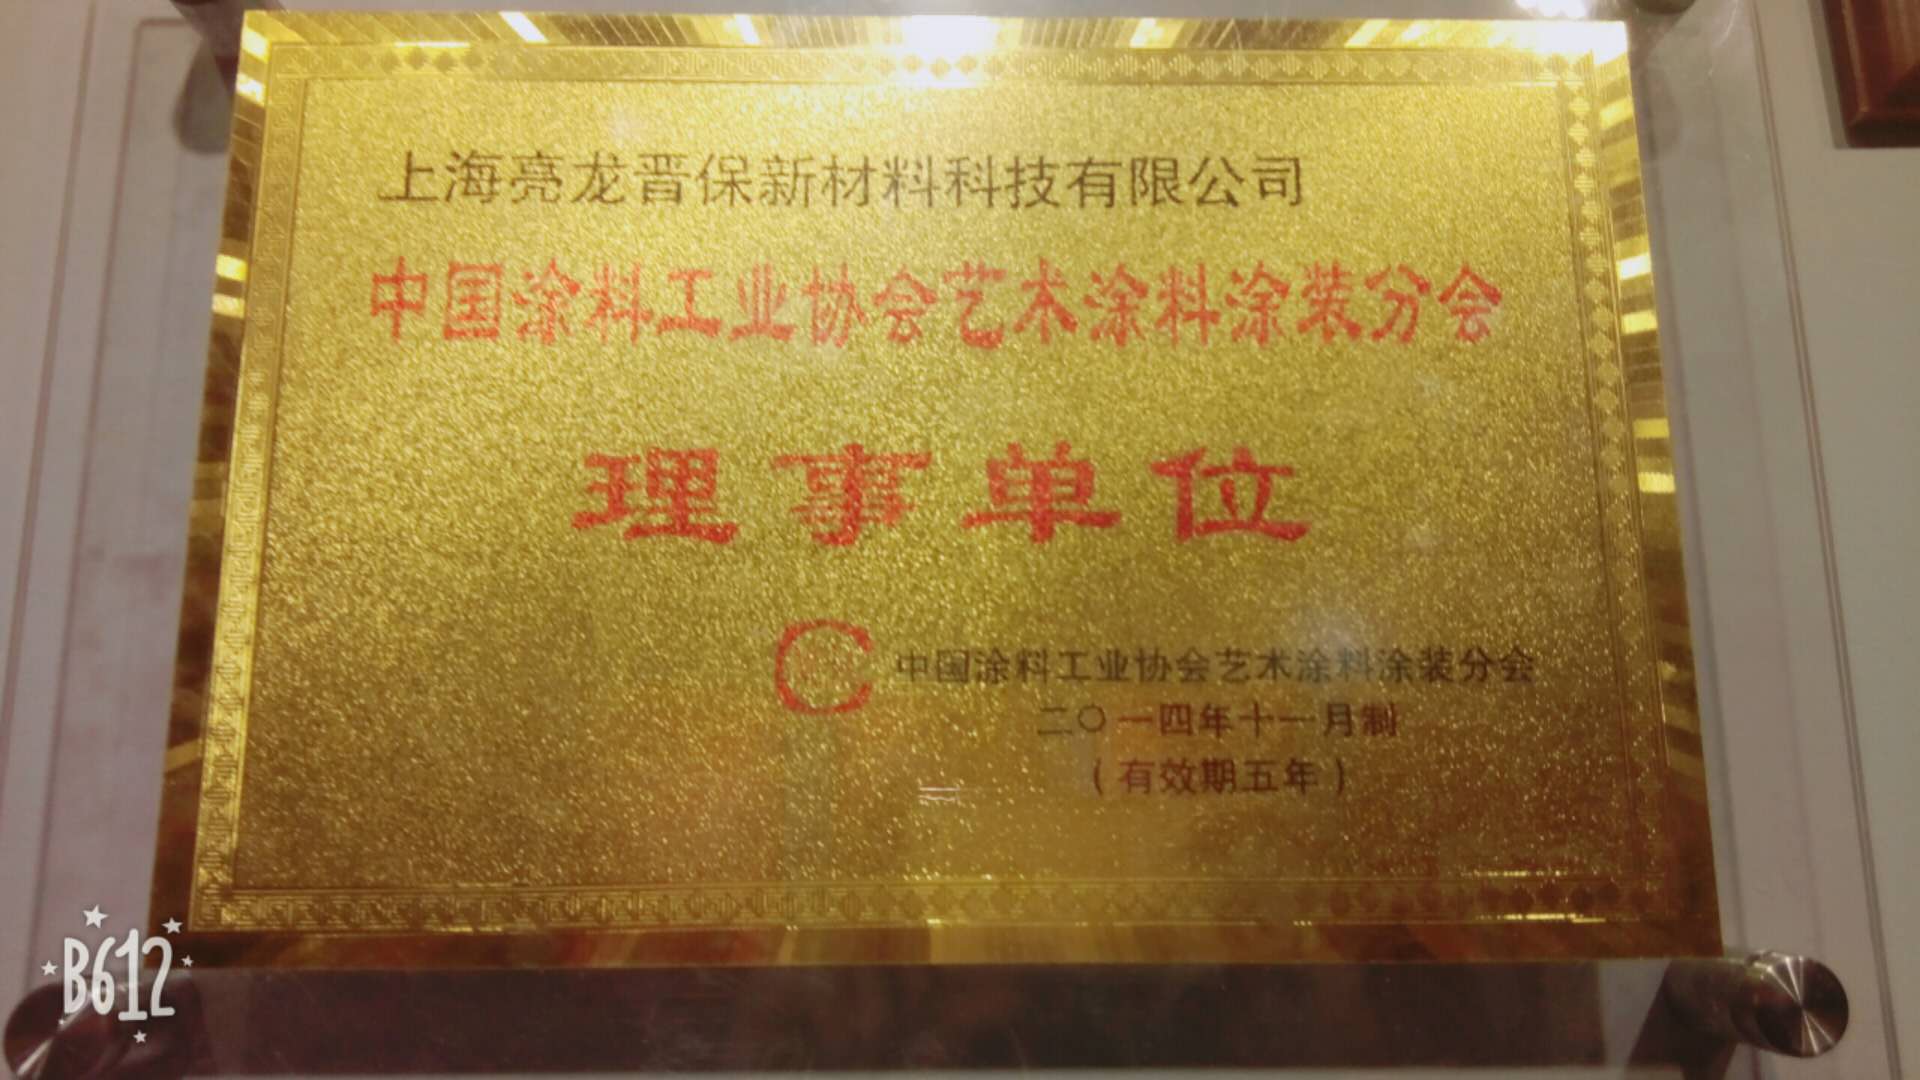 上海亮龙晋保新材料科技有限公司
中国涂料工业协会艺术涂料涂装分会
理事单位
中国涂料工业协会艺术涂料涂装分会
二〇一四年十一月制
（有效期五年）
B612